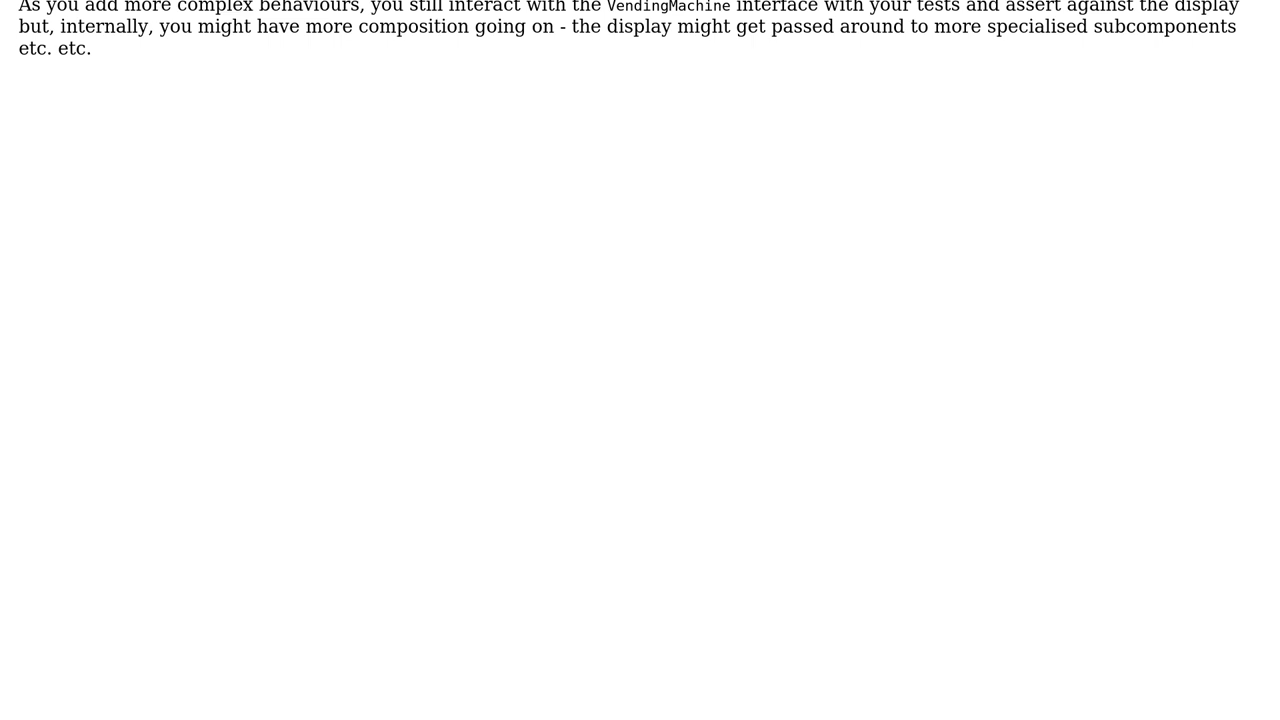 As you add more complex behaviours, you still interact with the VendingMachine interface with your tests and assert against the display
but, internally, you might have more composition going on - the display might get passed around to more specialised subcomponents
etc. etc.